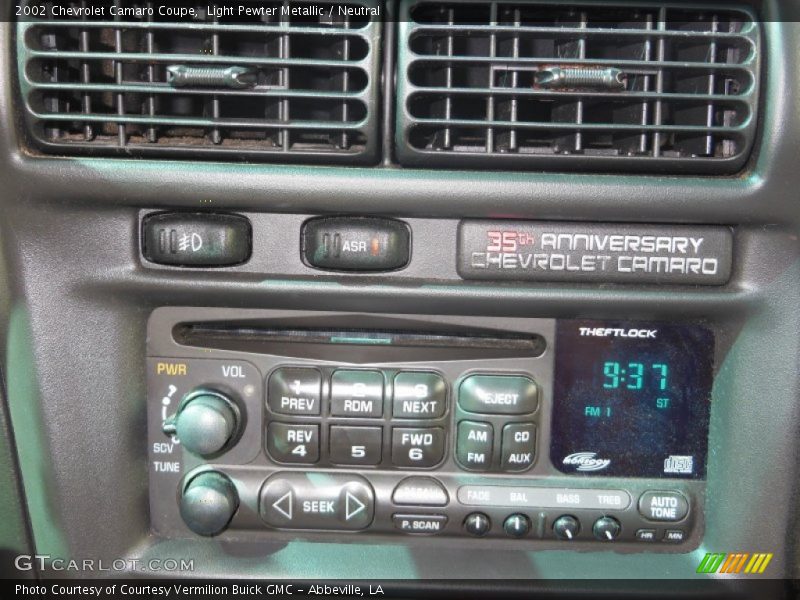 2002 Chevrolet Camaro Coupe, Light Pewter Metallic / Neutral
ASR
35th ANNIVERSARY
CHEVROLET CAMARO
THEFTLOCK
PWR
VOL
9:37
FM 1
ST
1 PREV
2 RDM
3 NEXT
EJECT
REV 4
5
FWD 6
AM FM
CD AUX
SCV
TUNE
MONSOON
SEEK
FADE BAL BASS TREB
AUTO TONE
P.SCAN
HR MN
GTCARLOT.COM
Photo Courtesy of Courtesy Vermilion Buick GMC - Abbeville, LA